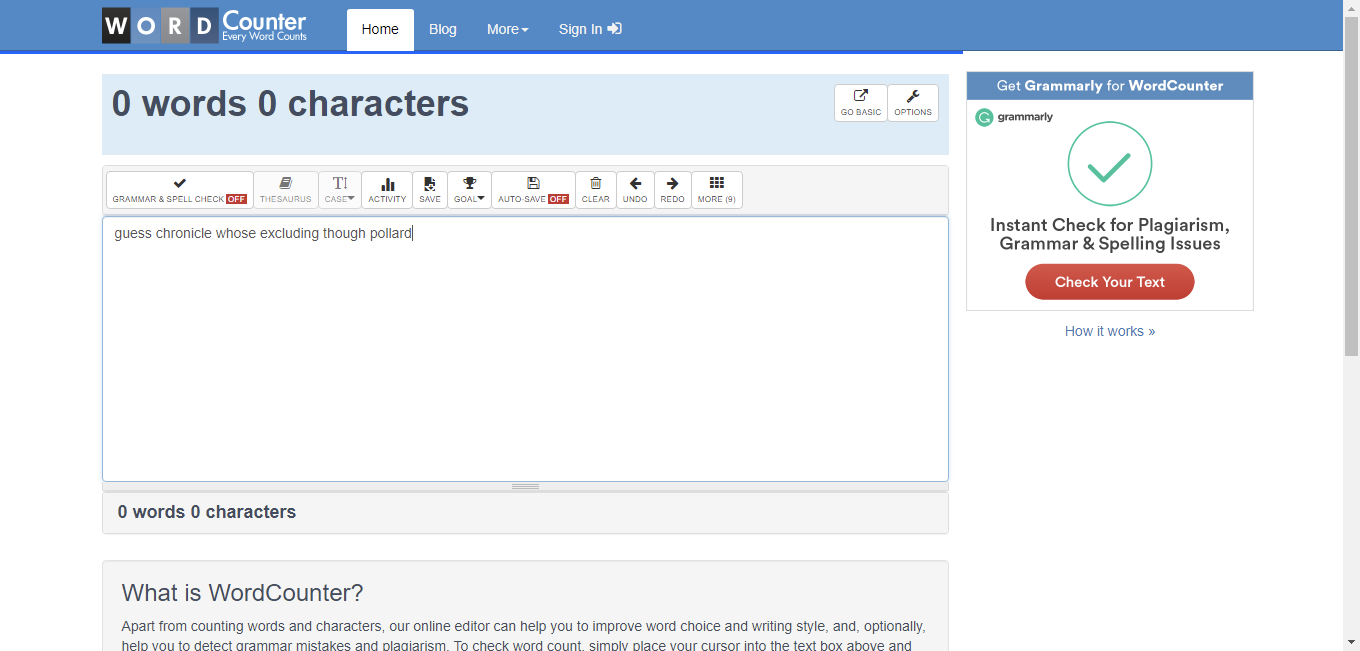 WORD Counter
Every Word Counts
Home
Blog
More
Sign In
0 words 0 characters
GO BASIC
OPTIONS
GRAMMAR & SPELL CHECK OFF
THESAURUS
CASE
ACTIVITY
SAVE
GOAL
AUTO-SAVE OFF
CLEAR
UNDO
REDO
MORE (9)
guess chronicle whose excluding though pollard
0 words 0 characters
What is WordCounter?
Apart from counting words and characters, our online editor can help you to improve word choice and writing style, and, optionally,
help you to detect grammar mistakes and plagiarism. To check word count, simply place your cursor into the text box above and
Get Grammarly for WordCounter
grammarly
Instant Check for Plagiarism,
Grammar & Spelling Issues
Check Your Text
How it works »